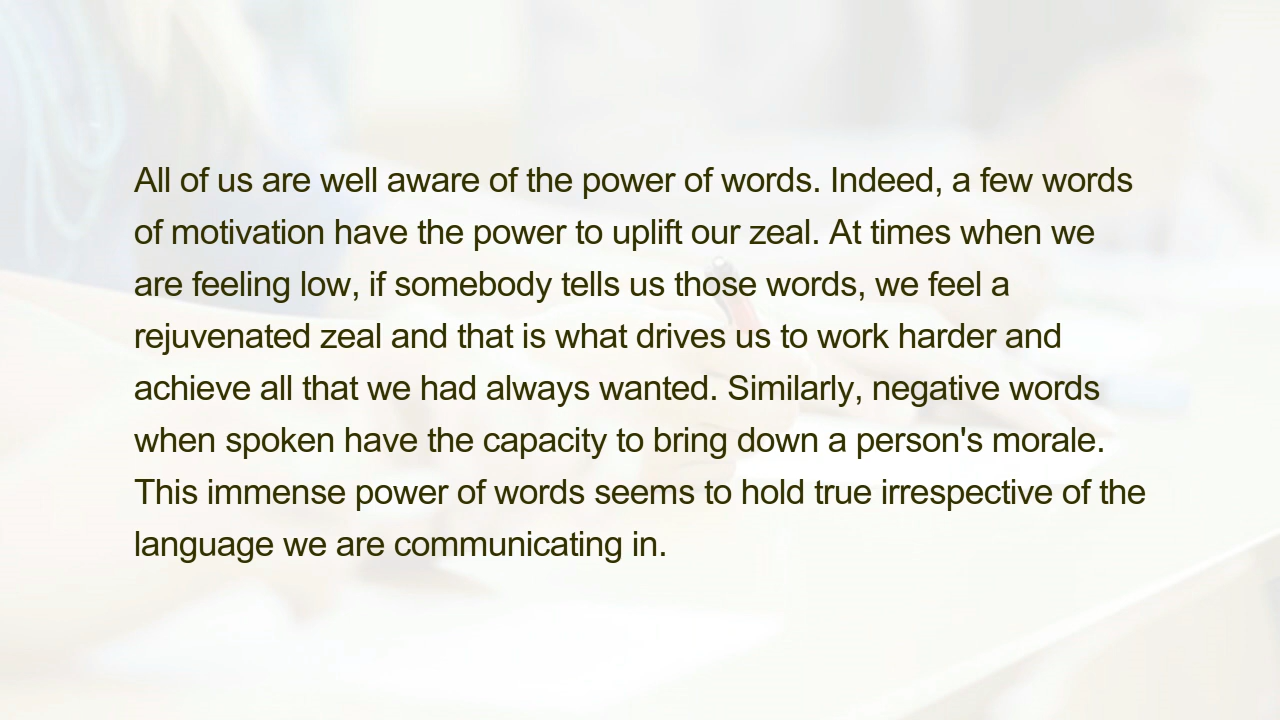 All of us are well aware of the power of words. Indeed, a few words
of motivation have the power to uplift our zeal. At times when we
are feeling low, if somebody tells us those words, we feel a
rejuvenated zeal and that is what drives us to work harder and
achieve all that we had always wanted. Similarly, negative words
when spoken have the capacity to bring down a person's morale.
This immense power of words seems to hold true irrespective of the
language we are communicating in.